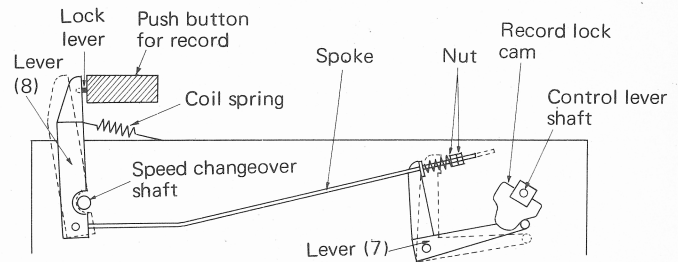 Lock
lever
Push button
for record
Lever
(8)
Coil spring
Spoke
Nut
Record lock
cam
Control lever
shaft
Speed changeover
shaft
Lever (7)